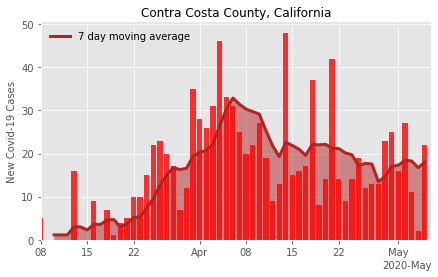 Contra Costa County, California
7 day moving average
New Covid-19 Cases
50
40
30
20
10
0
08 15 22 Apr 08 15 22 May
2020-May